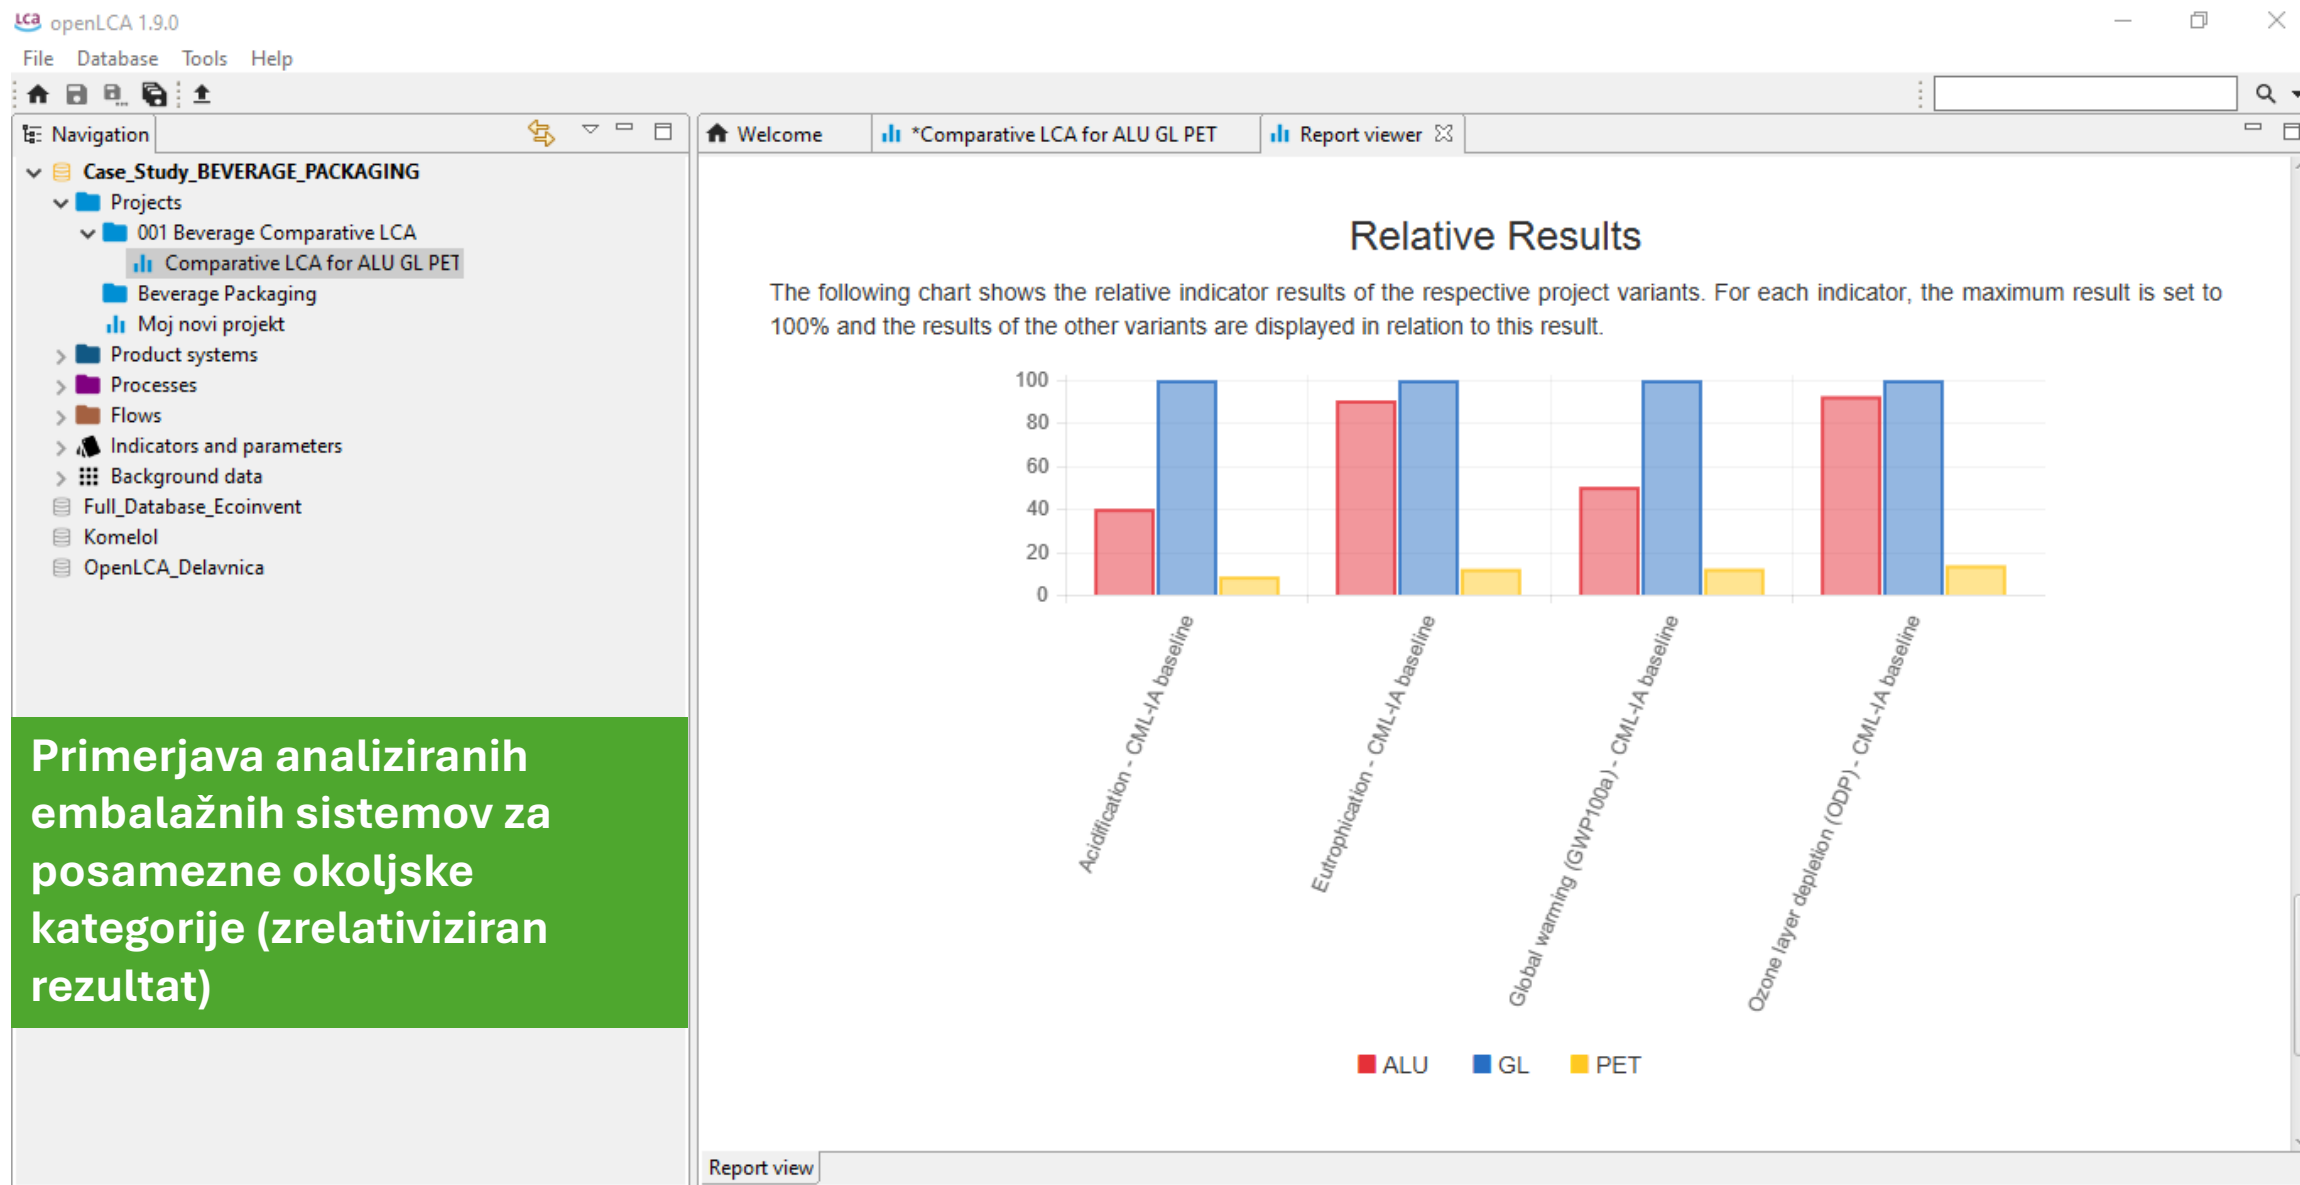 LCA openLCA 1.9.0
File Database Tools Help
Navigation
Welcome
*Comparative LCA for ALU GL PET
Report viewer
Case_Study_BEVERAGE_PACKAGING
Projects
001 Beverage Comparative LCA
Comparative LCA for ALU GL PET
Beverage Packaging
Moj novi projekt
Product systems
Processes
Flows
Indicators and parameters
Background data
Full_Database_Ecoinvent
Komelol
OpenLCA_Delavnica
Primerjava analiziranih
embalažnih sistemov za
posamezne okoljske
kategorije (zrelativiziran
rezultat)
Relative Results
The following chart shows the relative indicator results of the respective project variants. For each indicator, the maximum result is set to
100% and the results of the other variants are displayed in relation to this result.
100
80
60
40
20
0
Acidification - CML-IA baseline
Eutrophication - CML-IA baseline
Global warming (GWP100a) - CML-IA baseline
Ozone layer depletion (ODP) - CML-IA baseline
ALU GL PET
Report view